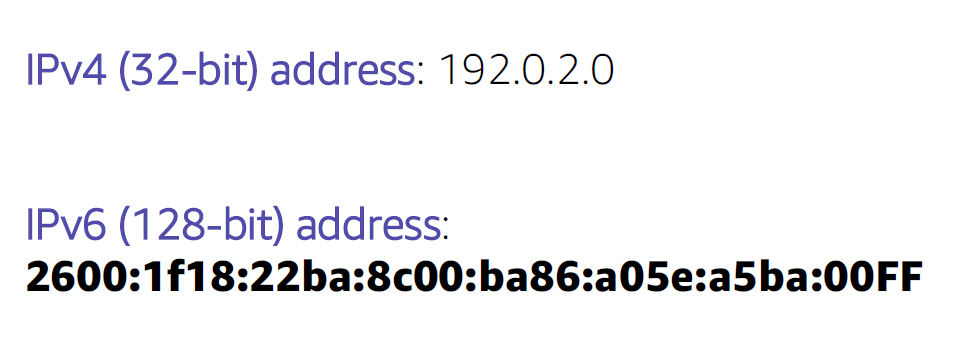 IPv4 (32-bit) address: 192.0.2.0
IPv6 (128-bit) address:
2600:1f18:22ba:8c00:ba86:a05e:a5ba:00FF